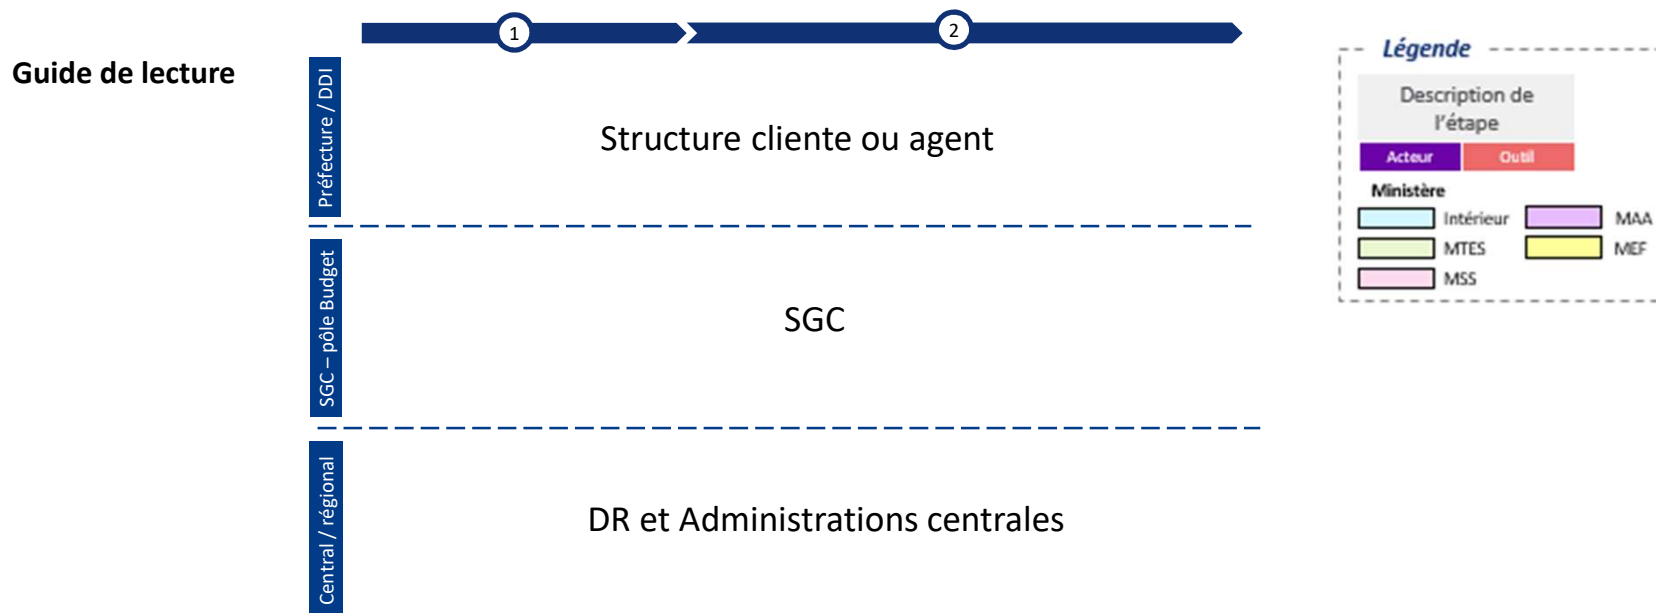 Guide de lecture
1
2
Préfecture / DDI
Structure cliente ou agent
SGC – pôle Budget
SGC
Central / régional
DR et Administrations centrales
Légende
Description de
l'étape
Acteur Outil
Ministère
Intérieur MAA
MTES MEF
MSS